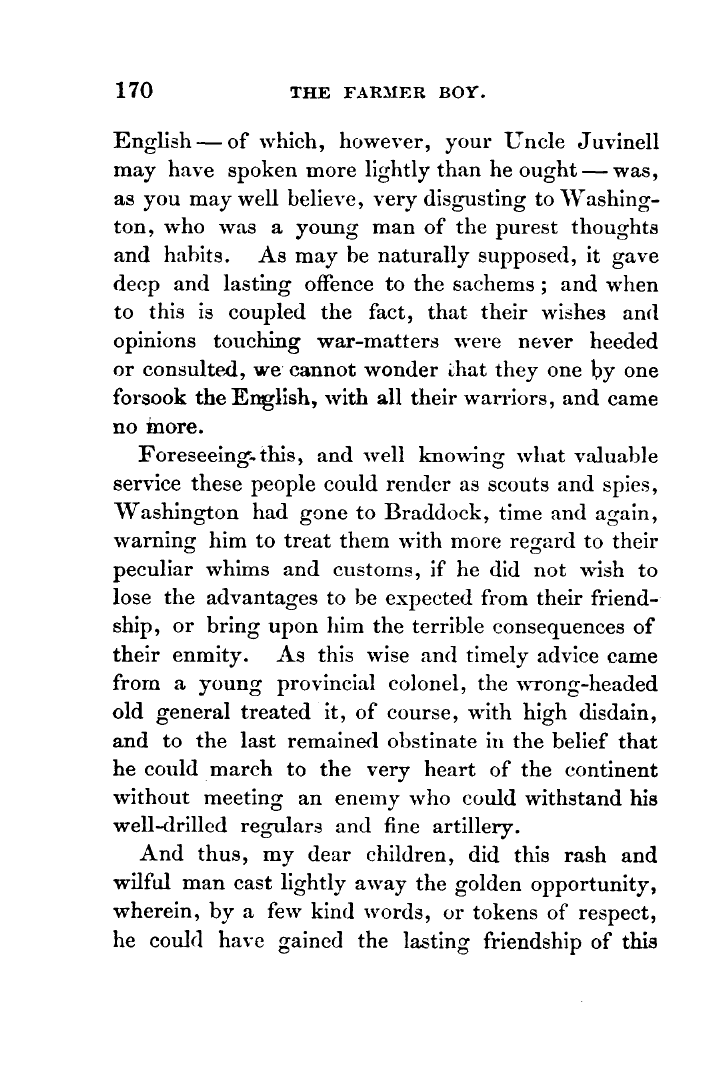 170 THE FARMER BOY.
English — of which, however, your Uncle Juvinell
may have spoken more lightly than he ought — was,
as you may well believe, very disgusting to Washing-
ton, who was a young man of the purest thoughts
and habits. As may be naturally supposed, it gave
deep and lasting offence to the sachems ; and when
to this is coupled the fact, that their wishes and
opinions touching war-matters were never heeded
or consulted, we cannot wonder that they one by one
forsook the English, with all their warriors, and came
no more.
Foreseeing this, and well knowing what valuable
service these people could render as scouts and spies,
Washington had gone to Braddock, time and again,
warning him to treat them with more regard to their
peculiar whims and customs, if he did not wish to
lose the advantages to be expected from their friend-
ship, or bring upon him the terrible consequences of
their enmity. As this wise and timely advice came
from a young provincial colonel, the wrong-headed
old general treated it, of course, with high disdain,
and to the last remained obstinate in the belief that
he could march to the very heart of the continent
without meeting an enemy who could withstand his
well-drilled regulars and fine artillery.
And thus, my dear children, did this rash and
wilful man cast lightly away the golden opportunity,
wherein, by a few kind words, or tokens of respect,
he could have gained the lasting friendship of this